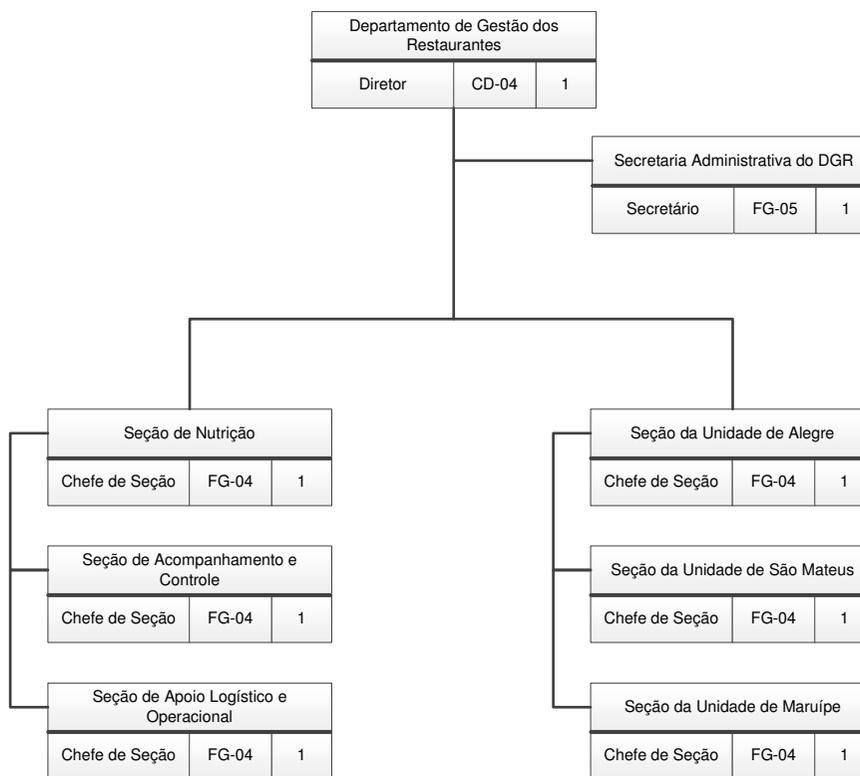 Departamento de Gestão dos
Restaurantes
Diretor CD-04 1
Secretaria Administrativa do DGR
Secretário FG-05 1
Seção de Nutrição
Chefe de Seção FG-04 1
Seção de Acompanhamento e
Controle
Chefe de Seção FG-04 1
Seção de Apoio Logístico e
Operacional
Chefe de Seção FG-04 1
Seção da Unidade de Alegre
Chefe de Seção FG-04 1
Seção da Unidade de São Mateus
Chefe de Seção FG-04 1
Seção da Unidade de Maruípe
Chefe de Seção FG-04 1